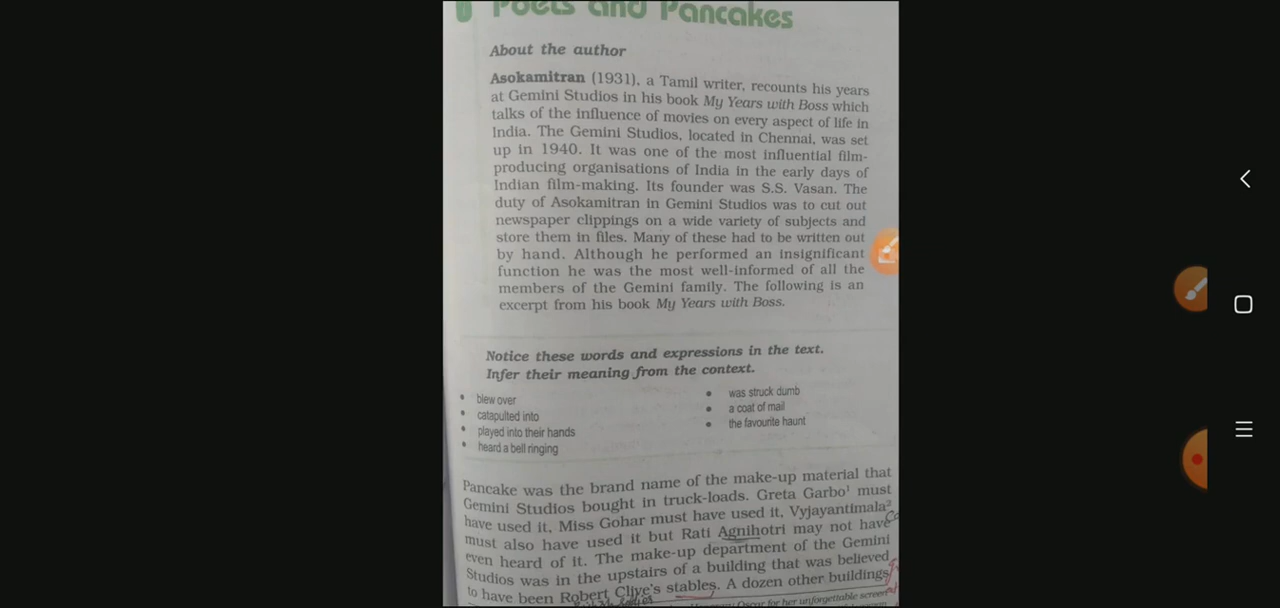 Poets and Pancakes
About the author
Asokamitran (1931), a Tamil writer, recounts his years
at Gemini Studios in his book My Years with Boss which
talks of the influence of movies on every aspect of life in
India. The Gemini Studios, located in Chennai, was set
up in 1940. It was one of the most influential film-
producing organisations of India in the early days of
Indian film-making. Its founder was S.S. Vasan. The
duty of Asokamitran in Gemini Studios was to cut out
newspaper clippings on a wide variety of subjects and
store them in files. Many of these had to be written out
by hand. Although he performed an insignificant
function he was the most well-informed of all the
members of the Gemini family. The following is an
excerpt from his book My Years with Boss.
Notice these words and expressions in the text.
Infer their meaning from the context.
• blew over
• catapulted into
• played into their hands
• heard a bell ringing
• was struck dumb
• a coat of mail
• the favourite haunt
Pancake was the brand name of the make-up material that
Gemini Studios bought in truck-loads. Greta Garbo¹ must
have used it, Miss Gohar must have used it, Vyjayantimala²
must also have used it but Rati Agnihotri may not have
even heard of it. The make-up department of the Gemini
Studios was in the upstairs of a building that was believed
to have been Robert Clive's stables. A dozen other buildings
Oscar for her unforgettable screen